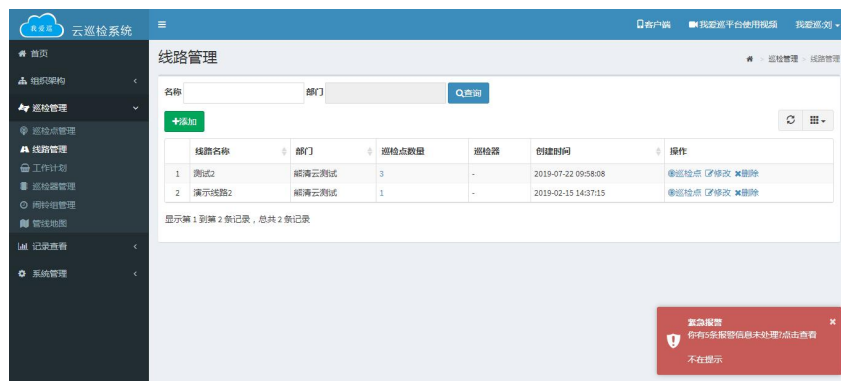 我爱巡 云巡检系统
客户端 我爱巡平台使用视频 我爱巡:刘
首页
组织架构
巡检管理
巡检点管理
线路管理
工作计划
巡检器管理
闹铃组管理
管线地图
记录查看
系统管理
线路管理
巡检管理 > 线路管理
名称 部门 查询
+添加
线路名称 部门 巡检点数量 巡检器 创建时间 操作
1 测试2 熊清云测试 3 - 2019-07-22 09:58:08 巡检点 修改 删除
2 演示线路2 熊清云测试 1 - 2019-02-15 14:37:15 巡检点 修改 删除
显示第 1 到第 2 条记录，总共 2 条记录
紧急报警
你有5条报警信息未处理?点击查看
不在提示